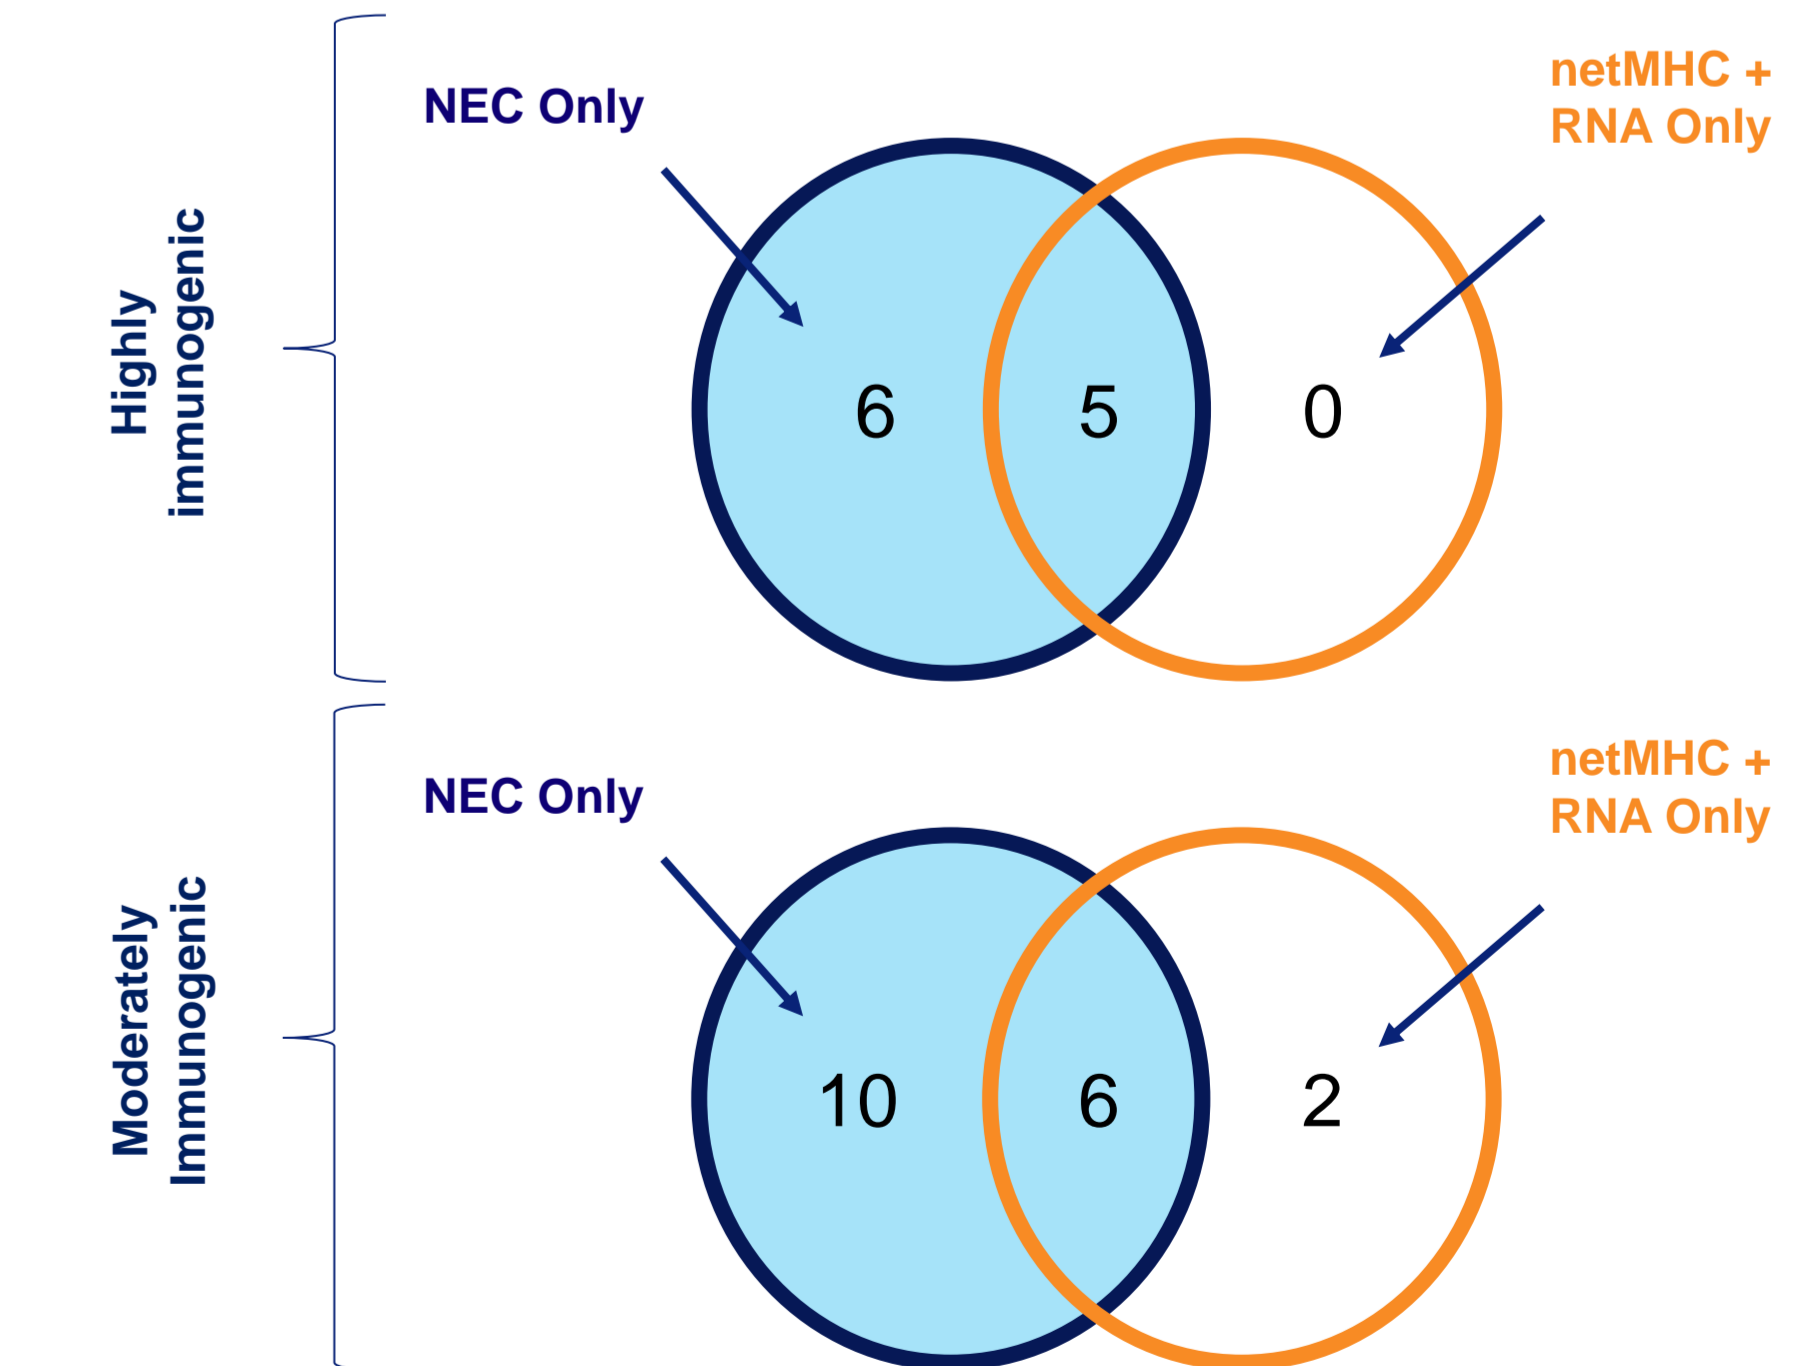 Highly
immunogenic
NEC Only
netMHC +
RNA Only
6
5
0
Moderately
Immunogenic
NEC Only
netMHC +
RNA Only
10
6
2